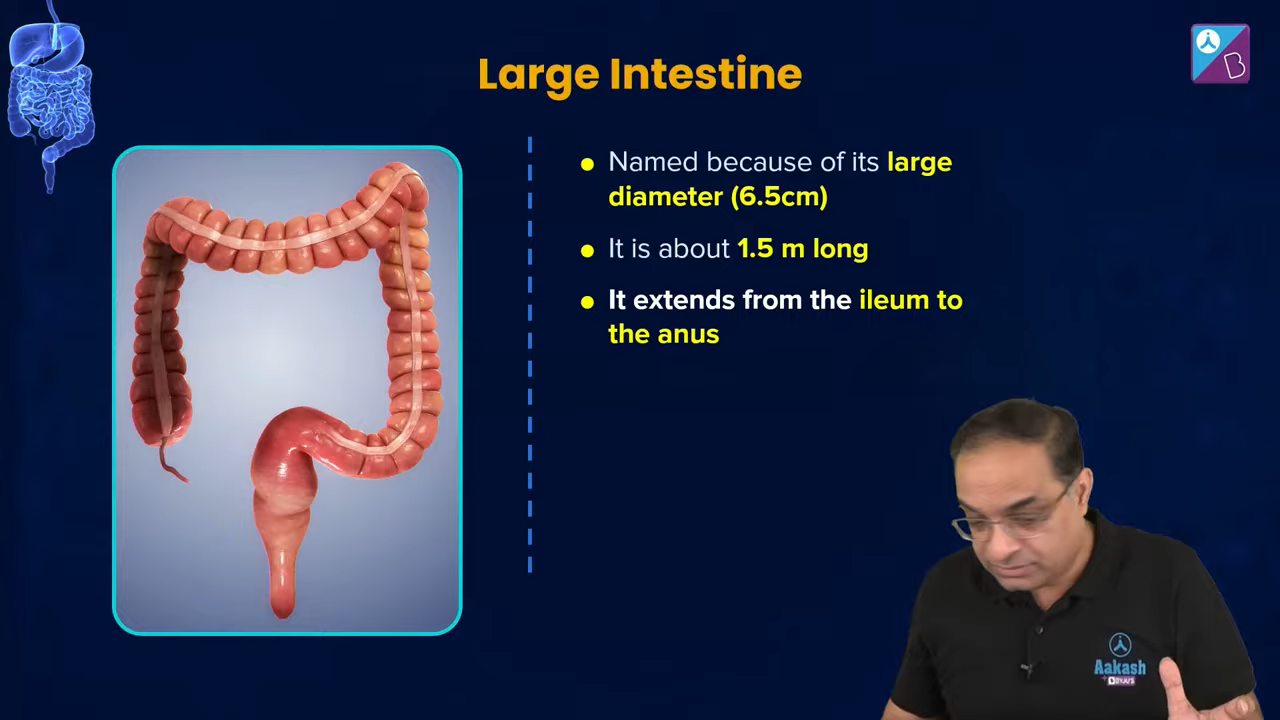 Large Intestine
Named because of its large
diameter (6.5cm)
It is about 1.5 m long
It extends from the ileum to
the anus
B
Aakash
BYJU'S